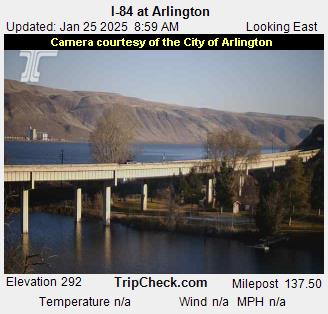 I-84 at Arlington
Updated: Jan 25 2025 8:59 AM Looking East
Camera courtesy of the City of Arlington
Elevation 292 TripCheck.com Milepost 137.50
Temperature n/a Wind n/a MPH n/a